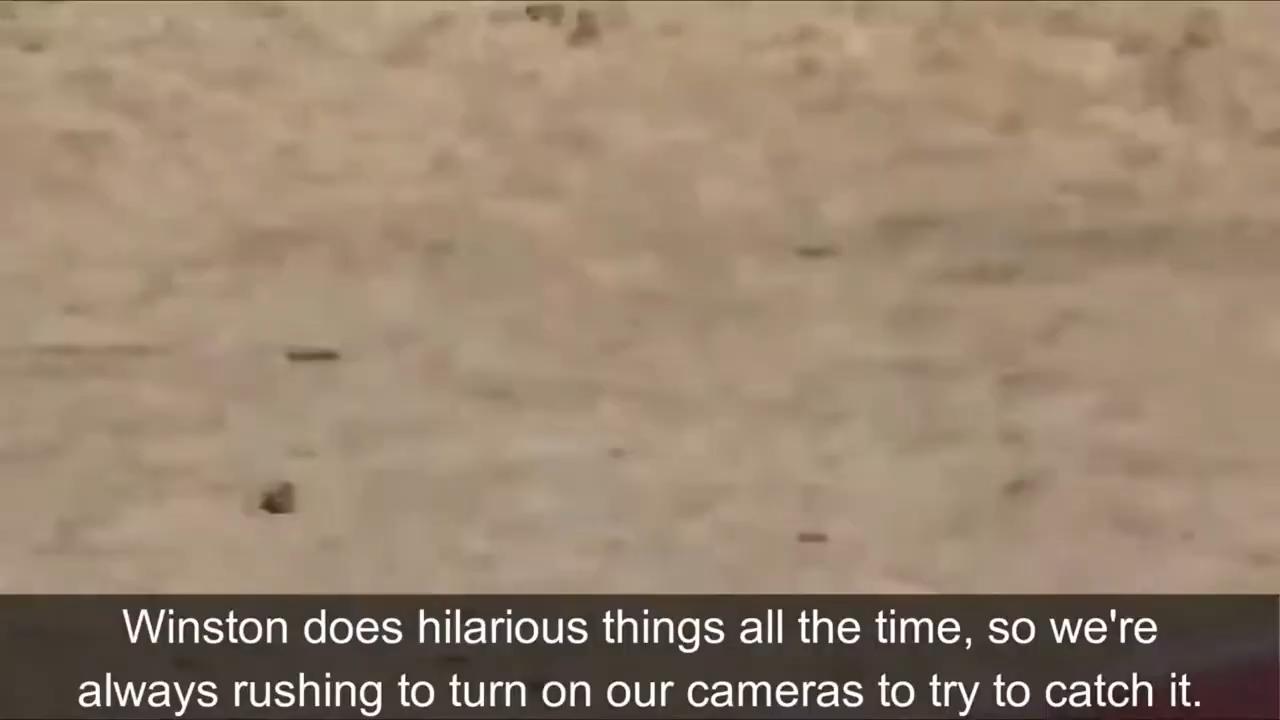 Winston does hilarious things all the time, so we're
always rushing to turn on our cameras to try to catch it.